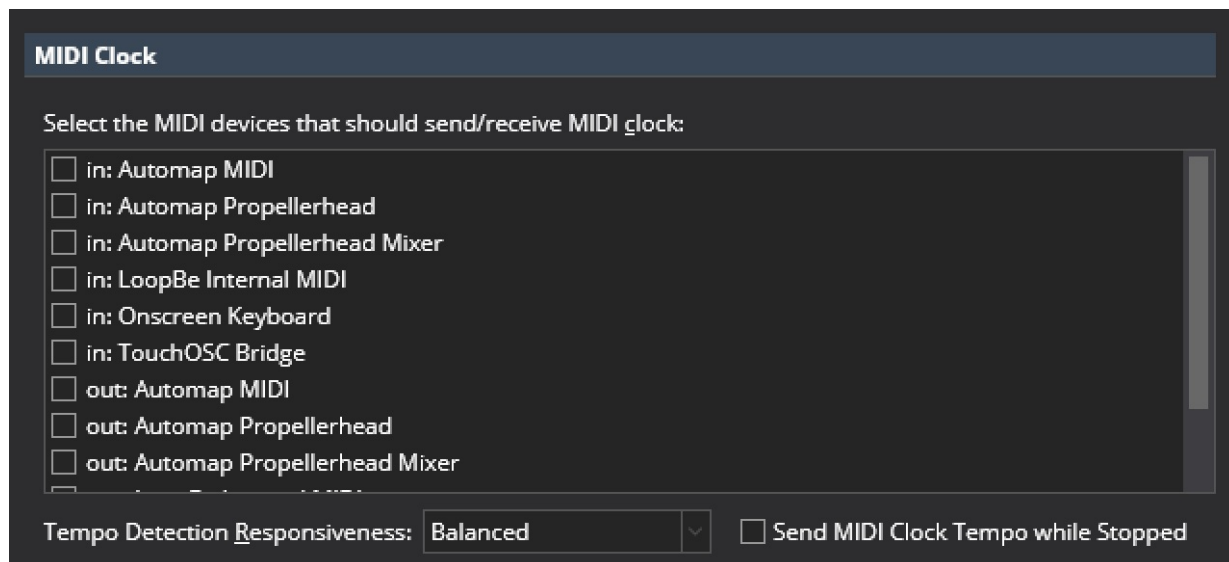 MIDI Clock
Select the MIDI devices that should send/receive MIDI clock:
in: Automap MIDI
in: Automap Propellerhead
in: Automap Propellerhead Mixer
in: LoopBe Internal MIDI
in: Onscreen Keyboard
in: TouchOSC Bridge
out: Automap MIDI
out: Automap Propellerhead
out: Automap Propellerhead Mixer
Tempo Detection Responsiveness: Balanced Send MIDI Clock Tempo while Stopped